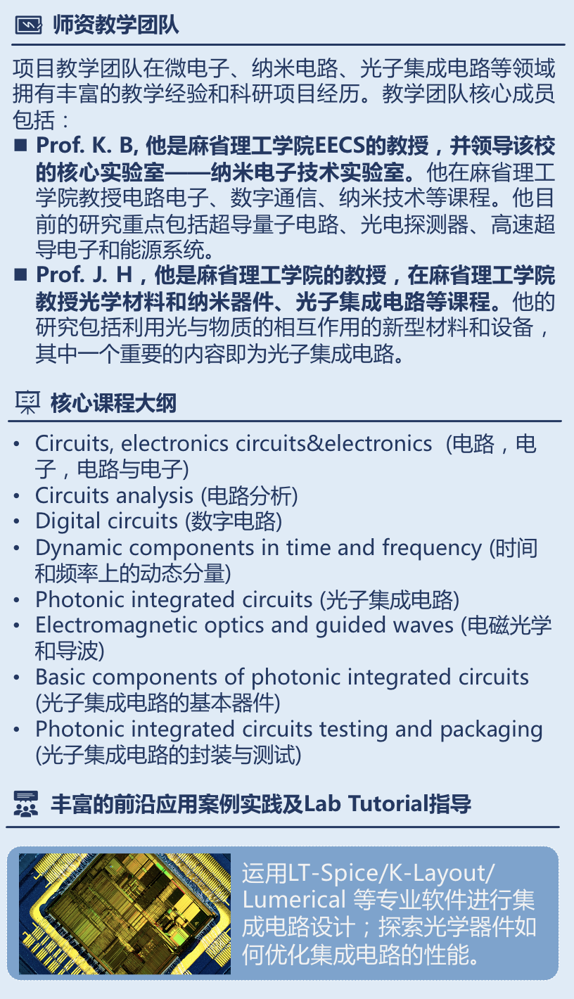 师资教学团队
项目教学团队在微电子、纳米电路、光子集成电路等领域
拥有丰富的教学经验和科研项目经历。教学团队核心成员
包括：
■ Prof. K. B, 他是麻省理工学院EECS的教授，并领导该校
的核心实验室——纳米电子技术实验室。他在麻省理工
学院教授电路电子、数字通信、纳米技术等课程。他目
前的研究重点包括超导量子电路、光电探测器、高速超
导电子和能源系统。
■ Prof. J. H，他是麻省理工学院的教授，在麻省理工学院
教授光学材料和纳米器件、光子集成电路等课程。他的
研究包括利用光与物质的相互作用的新型材料和设备，
其中一个重要的内容即为光子集成电路。
核心课程大纲
• Circuits, electronics circuits&electronics (电路，电
子，电路与电子)
• Circuits analysis (电路分析)
• Digital circuits (数字电路)
• Dynamic components in time and frequency (时间
和频率上的动态分量)
• Photonic integrated circuits (光子集成电路)
• Electromagnetic optics and guided waves (电磁光学
和导波)
• Basic components of photonic integrated circuits
(光子集成电路的基本器件)
• Photonic integrated circuits testing and packaging
(光子集成电路的封装与测试)
丰富的前沿应用案例实践及Lab Tutorial指导
运用LT-Spice/K-Layout/
Lumerical 等专业软件进行集
成电路设计；探索光学器件如
何优化集成电路的性能。